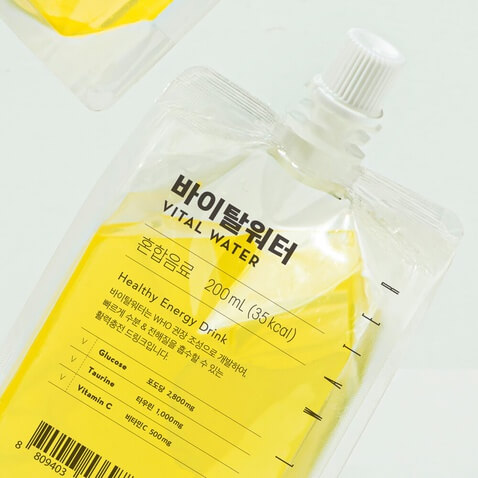 바이탈워터
VITAL WATER
혼합음료 200 mL (35 kcal)
Healthy Energy Drink
바이탈워터는 WHO 권장 조성으로 개발하여,
빠르게 수분 & 전해질을 흡수할 수 있는
활력충전 드링크입니다.
V Glucose 포도당 2,800mg
V Taurine 타우린 1,000mg
V Vitamin C 비타민C 500mg
8 809403